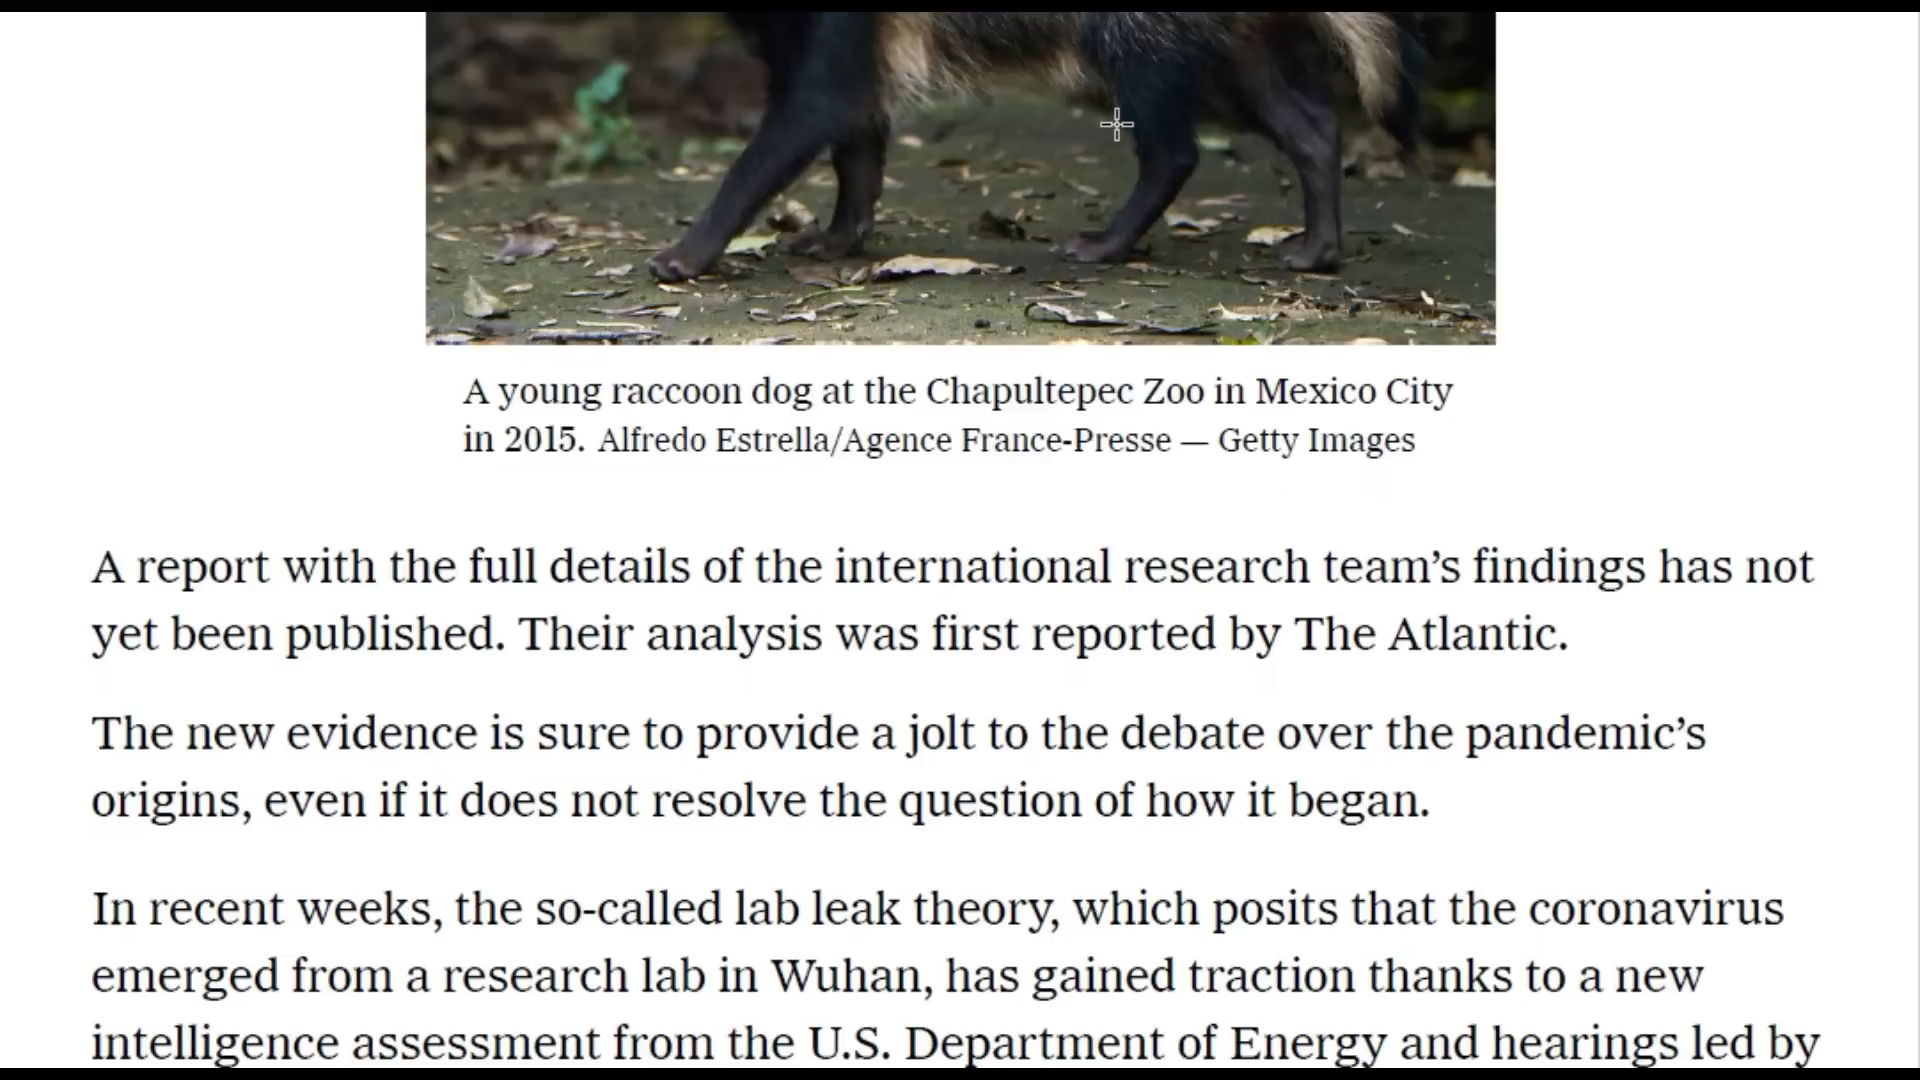 A young raccoon dog at the Chapultepec Zoo in Mexico City
in 2015. Alfredo Estrella/Agence France-Presse — Getty Images
A report with the full details of the international research team’s findings has not
yet been published. Their analysis was first reported by The Atlantic.
The new evidence is sure to provide a jolt to the debate over the pandemic’s
origins, even if it does not resolve the question of how it began.
In recent weeks, the so-called lab leak theory, which posits that the coronavirus
emerged from a research lab in Wuhan, has gained traction thanks to a new
intelligence assessment from the U.S. Department of Energy and hearings led by